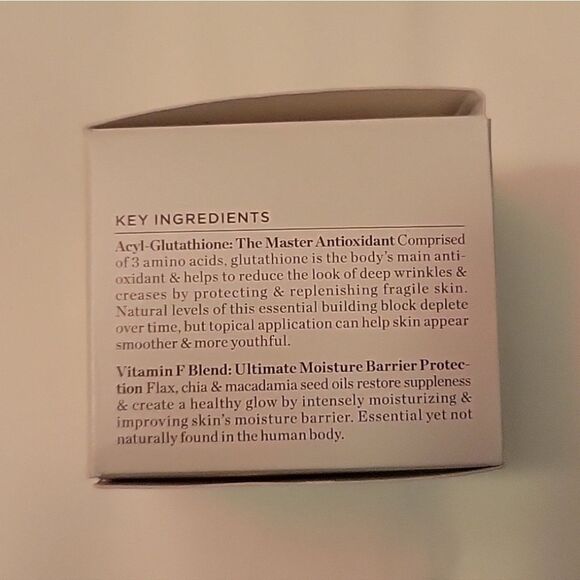 KEY INGREDIENTS
Acyl-Glutathione: The Master Antioxidant Comprised
of 3 amino acids, glutathione is the body's main anti-
oxidant & helps to reduce the look of deep wrinkles &
creases by protecting & replenishing fragile skin.
Natural levels of this essential building block deplete
over time, but topical application can help skin appear
smoother & more youthful.
Vitamin F Blend: Ultimate Moisture Barrier Protec-
tion Flax, chia & macadamia seed oils restore suppleness
& create a healthy glow by intensely moisturizing &
improving skin's moisture barrier. Essential yet not
naturally found in the human body.